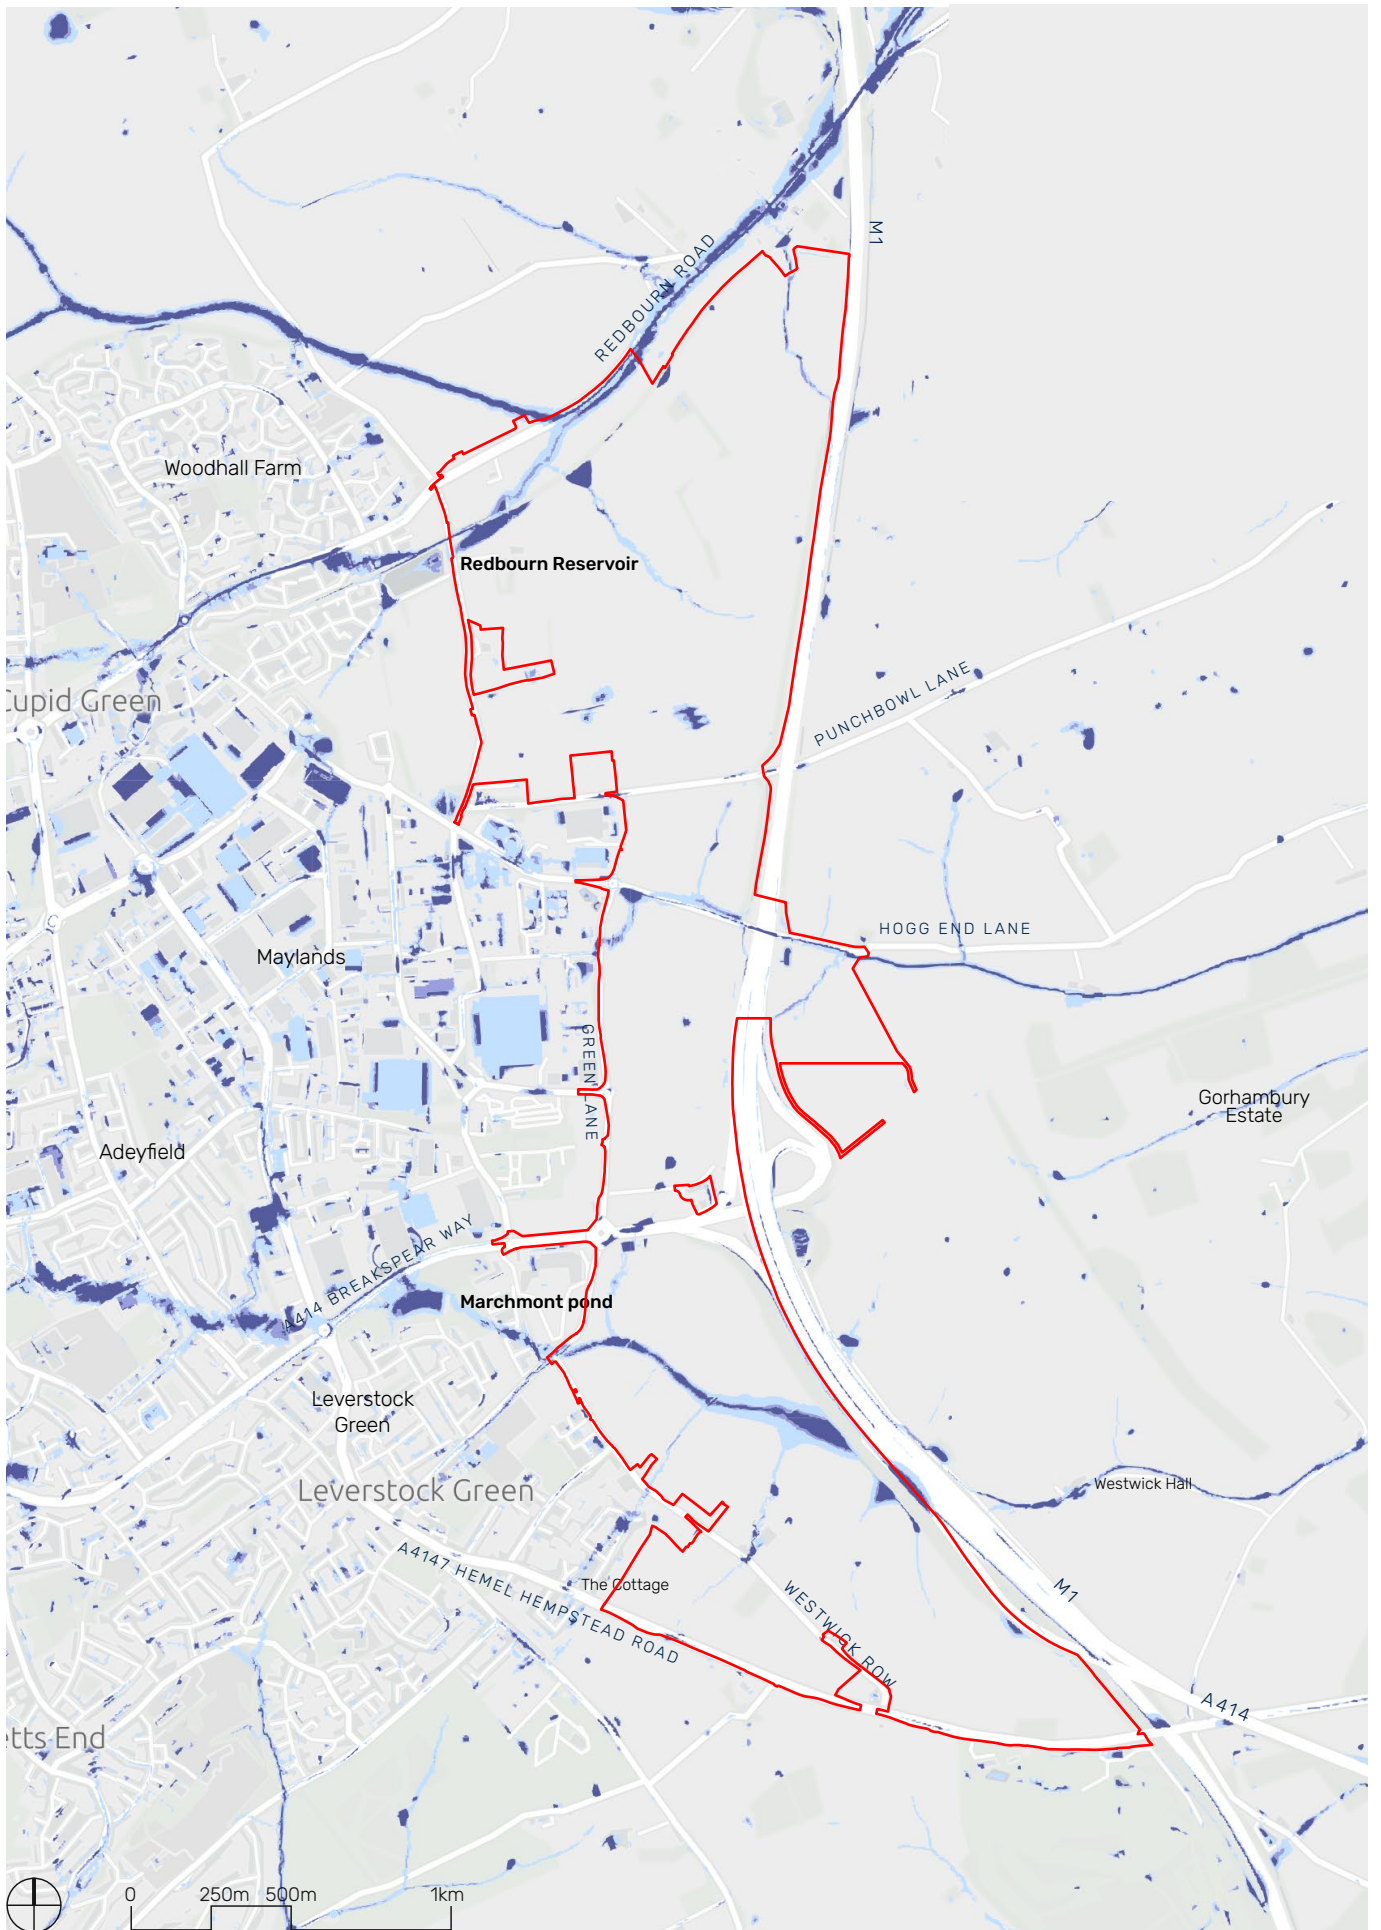 M1
REDBOURN ROAD
Woodhall Farm
Redbourn Reservoir
PUNCHBOWL LANE
Cupid Green
HOGG END LANE
Maylands
GREEN LANE
Gorhambury
Estate
Adeyfield
A414 BREAKSPEAR WAY
Marchmont pond
Leverstock
Green
Westwick Hall
Leverstock Green
A4147 HEMEL HEMPSTEAD ROAD
The Cottage
WESTWICK ROW
M1
A414
etts End
0 250m 500m 1km